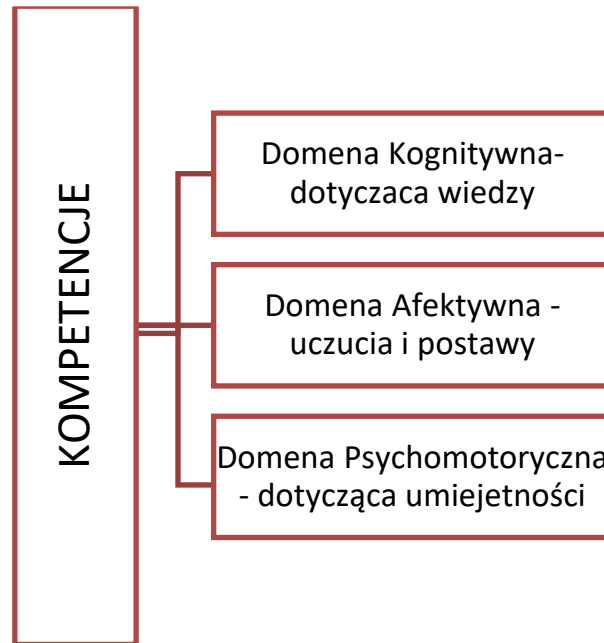 KOMPETENCJE
Domena Kognitywna-
dotyczaca wiedzy
Domena Afektywna -
uczucia i postawy
Domena Psychomotoryczna
- dotycząca umiejetności